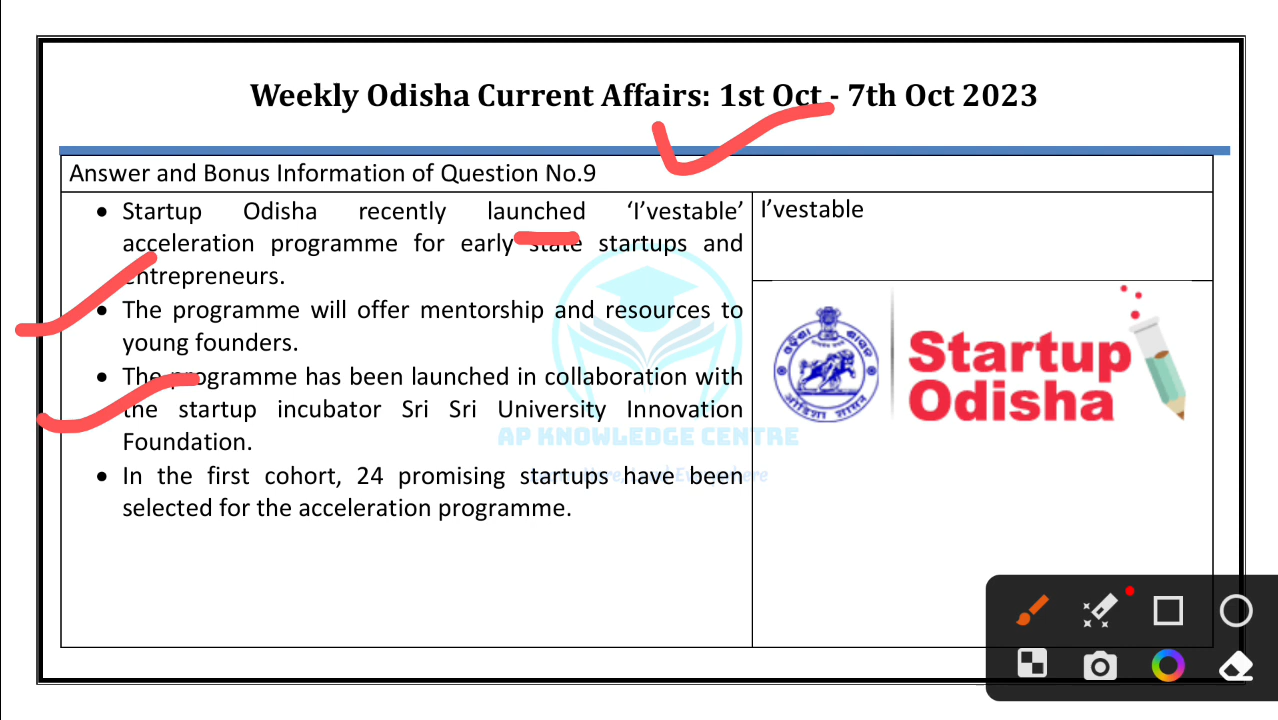 Weekly Odisha Current Affairs: 1st Oct - 7th Oct 2023
Answer and Bonus Information of Question No.9
• Startup Odisha recently launched ‘I’vestable’
acceleration programme for early state startups and
entrepreneurs.
• The programme will offer mentorship and resources to
young founders.
• The programme has been launched in collaboration with
the startup incubator Sri Sri University Innovation
Foundation.
• In the first cohort, 24 promising startups have been
selected for the acceleration programme.
I’vestable
Startup
Odisha
AP KNOWLEDGE CENTRE